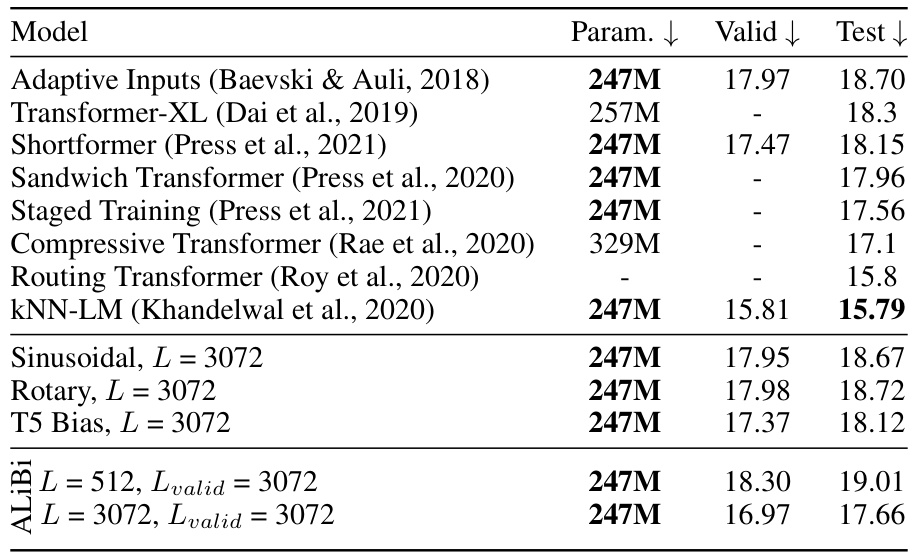 Model Param. ↓ Valid ↓ Test ↓
Adaptive Inputs (Baevski & Auli, 2018) 247M 17.97 18.70
Transformer-XL (Dai et al., 2019) 257M - 18.3
Shortformer (Press et al., 2021) 247M 17.47 18.15
Sandwich Transformer (Press et al., 2020) 247M - 17.96
Staged Training (Press et al., 2021) 247M - 17.56
Compressive Transformer (Rae et al., 2020) 329M - 17.1
Routing Transformer (Roy et al., 2020) - - 15.8
kNN-LM (Khandelwal et al., 2020) 247M 15.81 15.79
Sinusoidal, L = 3072 247M 17.95 18.67
Rotary, L = 3072 247M 17.98 18.72
T5 Bias, L = 3072 247M 17.37 18.12
ALiBi
L = 512, Lvalid = 3072 247M 18.30 19.01
L = 3072, Lvalid = 3072 247M 16.97 17.66